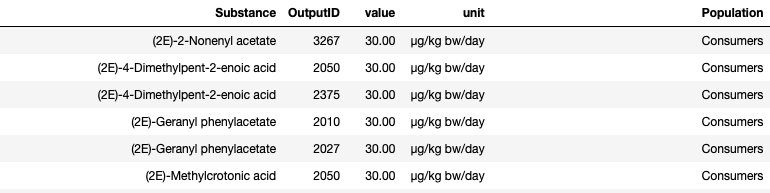 Substance OutputID value unit Population
(2E)-2-Nonenyl acetate 3267 30.00 µg/kg bw/day Consumers
(2E)-4-Dimethylpent-2-enoic acid 2050 30.00 µg/kg bw/day Consumers
(2E)-4-Dimethylpent-2-enoic acid 2375 30.00 µg/kg bw/day Consumers
(2E)-Geranyl phenylacetate 2010 30.00 µg/kg bw/day Consumers
(2E)-Geranyl phenylacetate 2027 30.00 µg/kg bw/day Consumers
(2E)-Methylcrotonic acid 2050 30.00 µg/kg bw/day Consumers